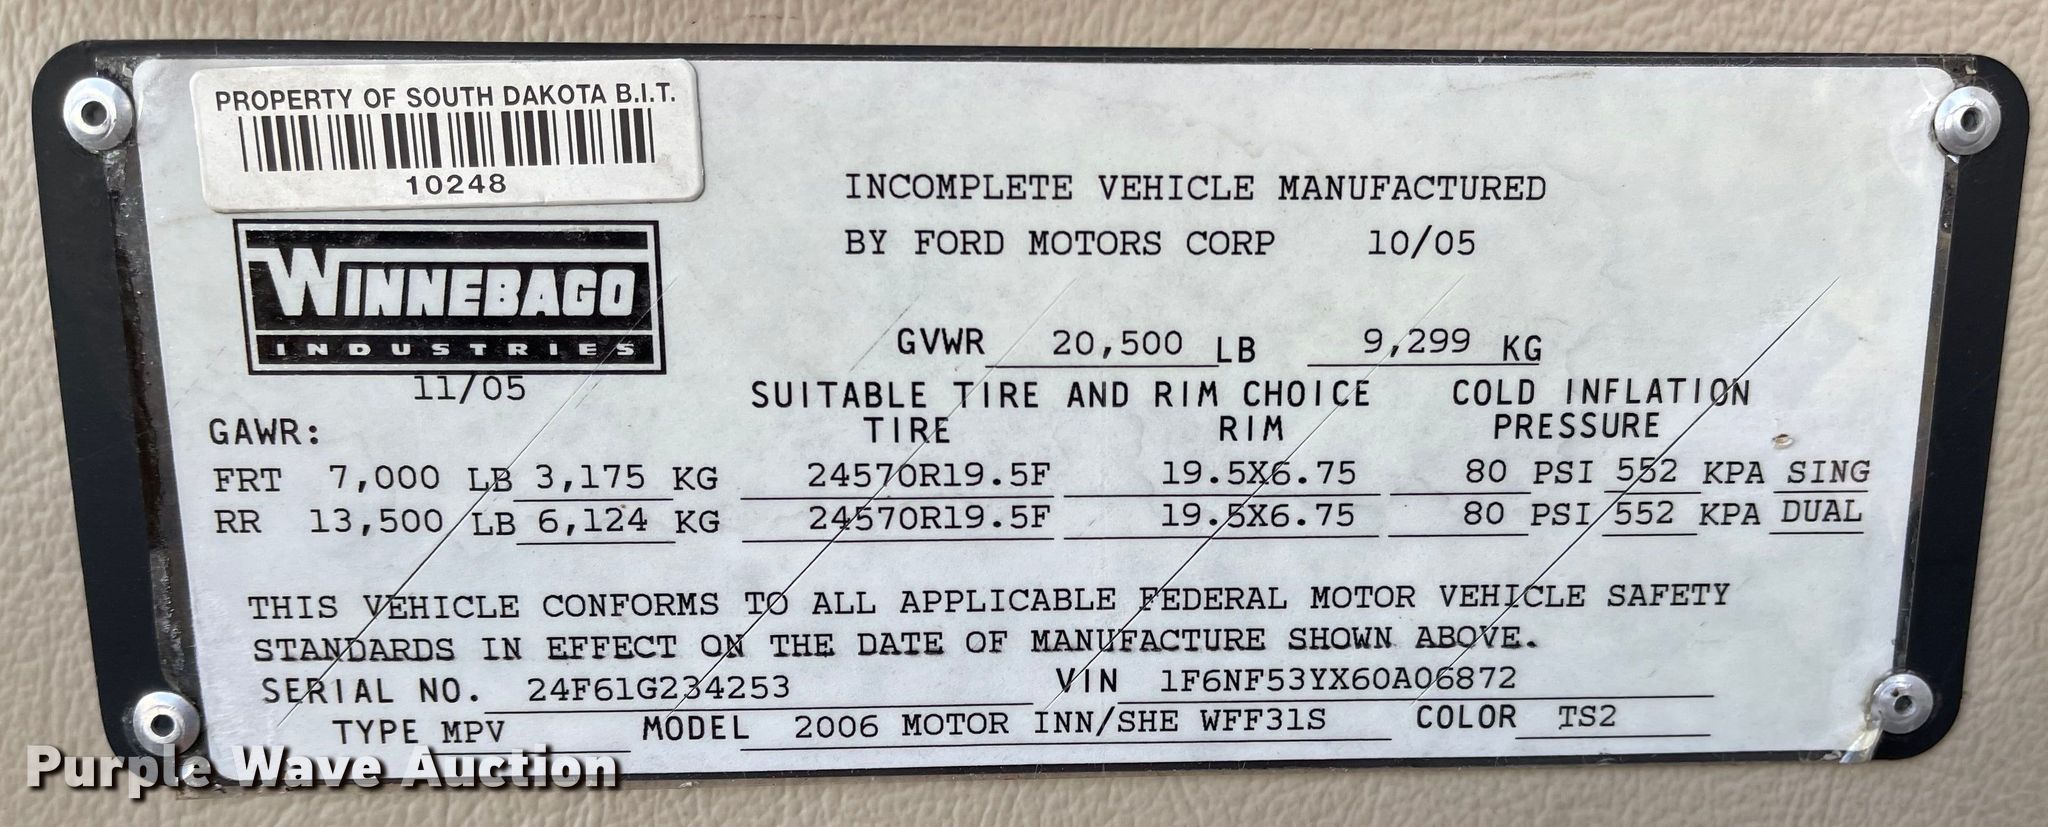 PROPERTY OF SOUTH DAKOTA B.I.T.
10248
WINNEBAGO
INDUSTRIES
11/05
INCOMPLETE VEHICLE MANUFACTURED
BY FORD MOTORS CORP 10/05
GVWR 20,500 LB 9,299 KG
SUITABLE TIRE AND RIM CHOICE COLD INFLATION
GAWR: TIRE RIM PRESSURE
FRT 7,000 LB 3,175 KG 24570R19.5F 19.5X6.75 80 PSI 552 KPA SING
RR 13,500 LB 6,124 KG 24570R19.5F 19.5X6.75 80 PSI 552 KPA DUAL
THIS VEHICLE CONFORMS TO ALL APPLICABLE FEDERAL MOTOR VEHICLE SAFETY
STANDARDS IN EFFECT ON THE DATE OF MANUFACTURE SHOWN ABOVE.
SERIAL NO. 24F61G234253 VIN 1F6NF53YX60A06872
TYPE MPV MODEL 2006 MOTOR INN/SHE WFF31S COLOR TS2
Purple Wave Auction